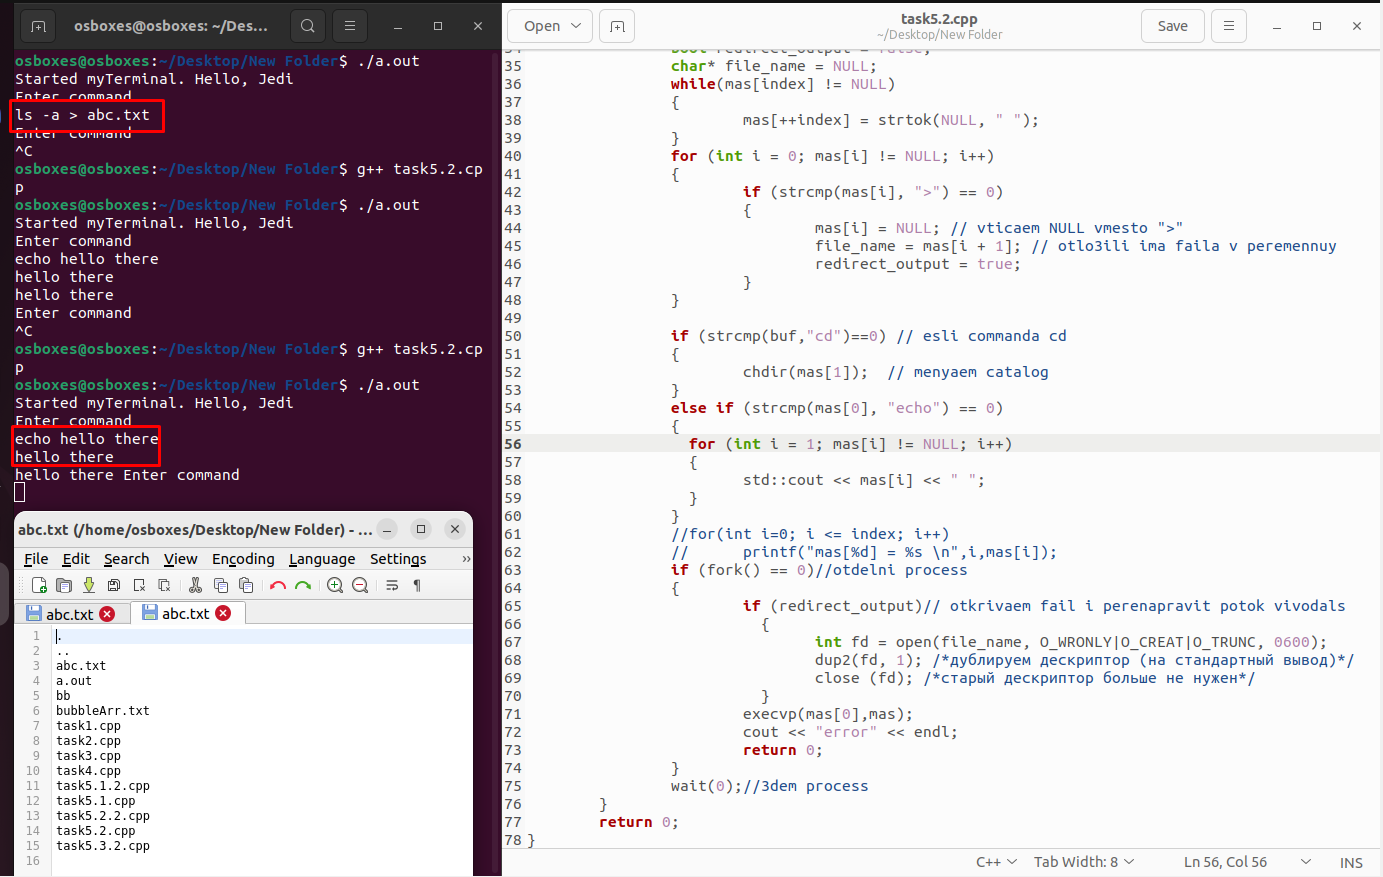 osboxes@osboxes: ~/Des...
osboxes@osboxes:~/Desktop/New Folder$ ./a.out
Started myTerminal. Hello, Jedi
Enter command
ls -a > abc.txt
Enter command
^C
osboxes@osboxes:~/Desktop/New Folder$ g++ task5.2.cp
p
osboxes@osboxes:~/Desktop/New Folder$ ./a.out
Started myTerminal. Hello, Jedi
Enter command
echo hello there
hello there
hello there
Enter command
^C
osboxes@osboxes:~/Desktop/New Folder$ g++ task5.2.cp
p
osboxes@osboxes:~/Desktop/New Folder$ ./a.out
Started myTerminal. Hello, Jedi
Enter command
echo hello there
hello there
hello there Enter command
abc.txt (/home/osboxes/Desktop/New Folder) - ...
File Edit Search View Encoding Language Settings »
abc.txt abc.txt
1 .
2 ..
3 abc.txt
4 a.out
5 bb
6 bubbleArr.txt
7 task1.cpp
8 task2.cpp
9 task3.cpp
10 task4.cpp
11 task5.1.2.cpp
12 task5.1.cpp
13 task5.2.2.cpp
14 task5.2.cpp
15 task5.3.2.cpp
16
Open task5.2.cpp Save
~/Desktop/New Folder
34 bool redirect_output = false;
35 char* file_name = NULL;
36 while(mas[index] != NULL)
37 {
38 mas[++index] = strtok(NULL, " ");
39 }
40 for (int i = 0; mas[i] != NULL; i++)
41 {
42 if (strcmp(mas[i], ">") == 0)
43 {
44 mas[i] = NULL; // vticaem NULL vmesto ">"
45 file_name = mas[i + 1]; // otlo3ili ima faila v peremennuy
46 redirect_output = true;
47 }
48 }
49
50 if (strcmp(buf,"cd")==0) // esli commanda cd
51 {
52 chdir(mas[1]); // menyaem catalog
53 }
54 else if (strcmp(mas[0], "echo") == 0)
55 {
56 for (int i = 1; mas[i] != NULL; i++)
57 {
58 std::cout << mas[i] << " ";
59 }
60 }
61 //for(int i=0; i <= index; i++)
62 // printf("mas[%d] = %s \n",i,mas[i]);
63 if (fork() == 0)//otdelni process
64 {
65 if (redirect_output)// otkrivaem fail i perenapravit potok vivodals
66 {
67 int fd = open(file_name, O_WRONLY|O_CREAT|O_TRUNC, 0600);
68 dup2(fd, 1); /*дублируем дескриптор (на стандартный вывод)*/
69 close (fd); /*старый дескриптор больше не нужен*/
70 }
71 execvp(mas[0],mas);
72 cout << "error" << endl;
73 return 0;
74 }
75 wait(0);//3dem process
76 }
77 return 0;
78 }
C++ Tab Width: 8 Ln 56, Col 56 INS